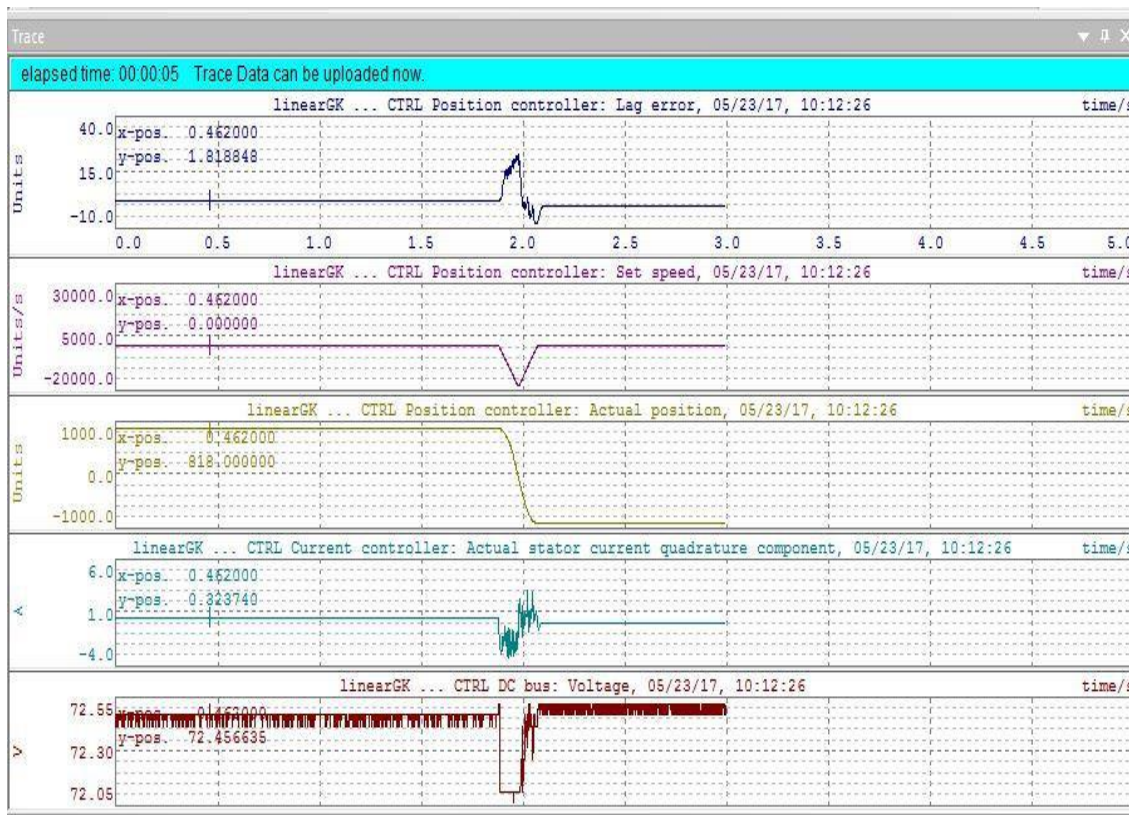 Trace
elapsed time: 00:00:05 Trace Data can be uploaded now.
linearGK ... CTRL Position controller: Lag error, 05/23/17, 10:12:26 time/s
40.0 x-pos. 0.462000
y-pos. 1.818848
15.0
Units
-10.0
0.0 0.5 1.0 1.5 2.0 2.5 3.0 3.5 4.0 4.5 5.0
linearGK ... CTRL Position controller: Set speed, 05/23/17, 10:12:26 time/s
30000.0 x-pos. 0.462000
y-pos. 0.000000
5000.0
Units/s
-20000.0
linearGK ... CTRL Position controller: Actual position, 05/23/17, 10:12:26 time/s
1000.0 x-pos. 0.462000
y-pos. 818.000000
0.0
Units
-1000.0
linearGK ... CTRL Current controller: Actual stator current quadrature component, 05/23/17, 10:12:26 time/s
6.0 x-pos. 0.462000
y-pos. 0.323740
1.0
A
-4.0
linearGK ... CTRL DC bus: Voltage, 05/23/17, 10:12:26 time/s
72.55 x-pos. 0.462000
y-pos. 72.456635
72.30
V
72.05